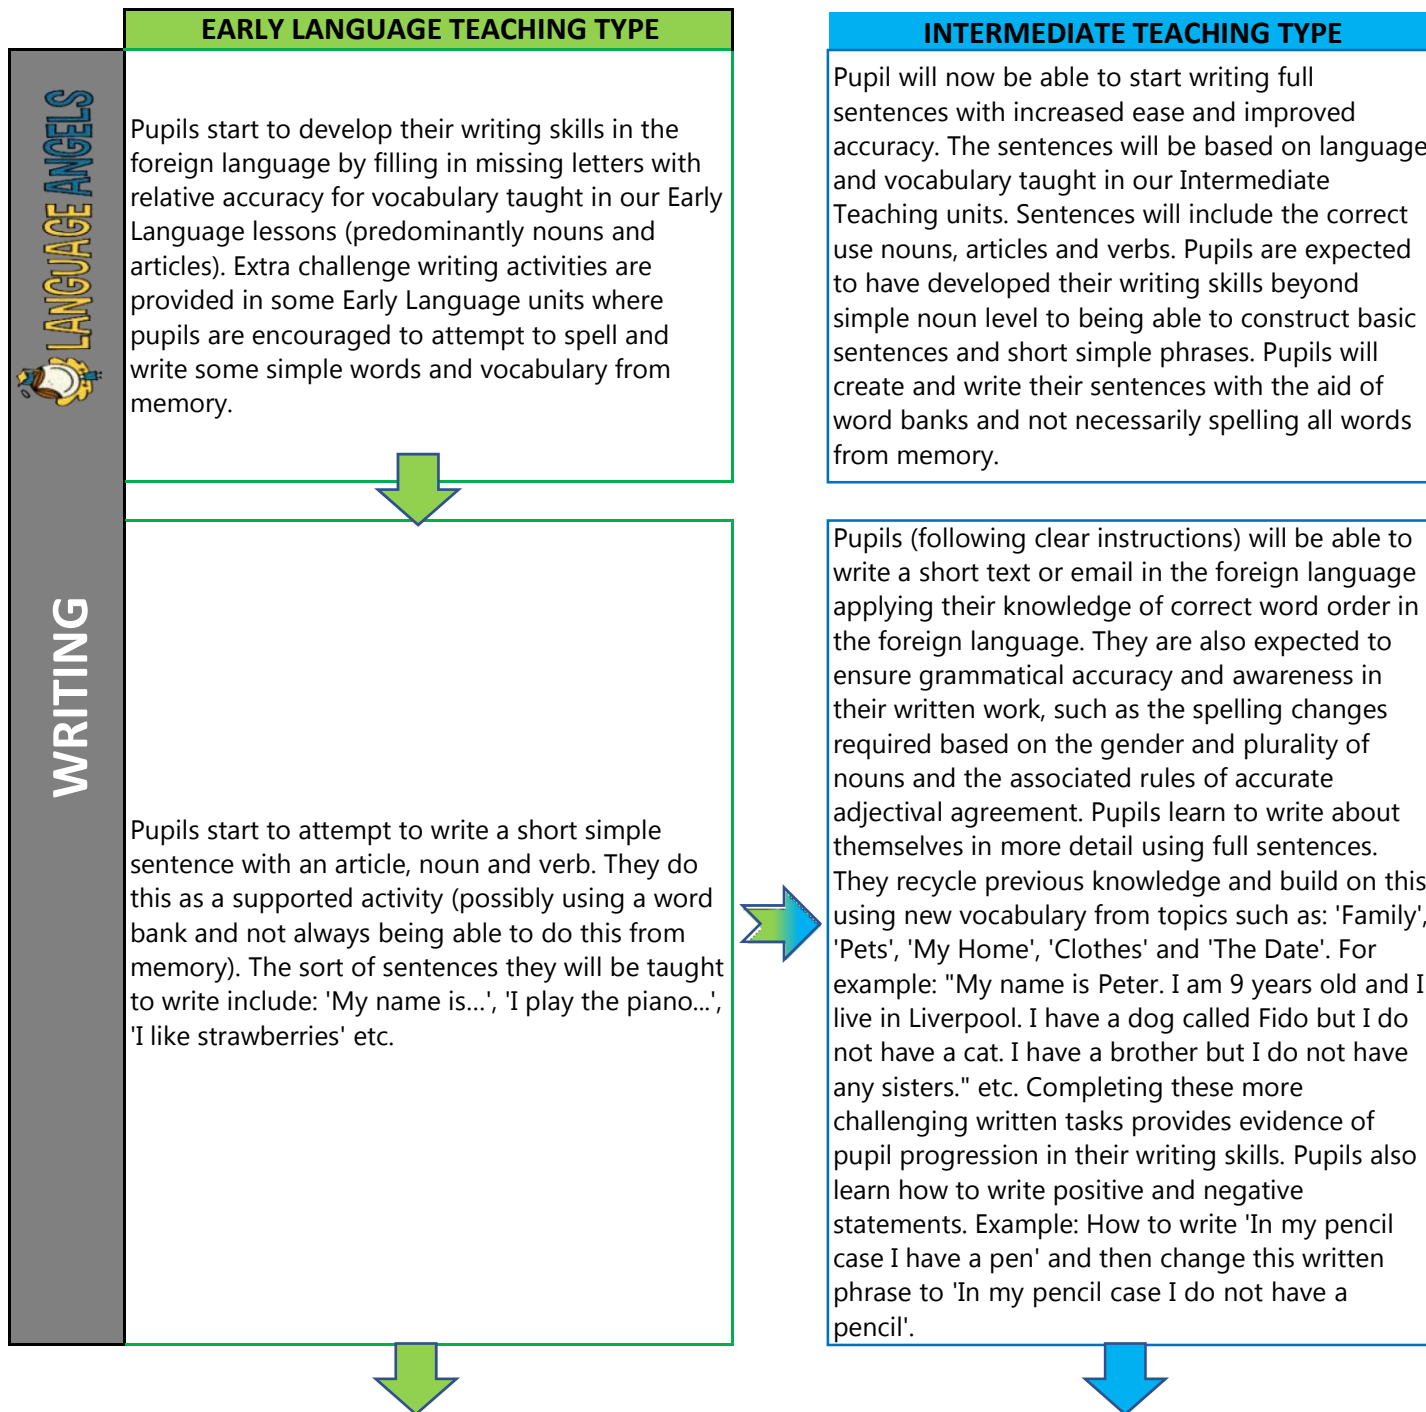 EARLY LANGUAGE TEACHING TYPE
INTERMEDIATE TEACHING TYPE
LANGUAGE ANGELS
WRITING
Pupils start to develop their writing skills in the
foreign language by filling in missing letters with
relative accuracy for vocabulary taught in our Early
Language lessons (predominantly nouns and
articles). Extra challenge writing activities are
provided in some Early Language units where
pupils are encouraged to attempt to spell and
write some simple words and vocabulary from
memory.
Pupil will now be able to start writing full
sentences with increased ease and improved
accuracy. The sentences will be based on language
and vocabulary taught in our Intermediate
Teaching units. Sentences will include the correct
use nouns, articles and verbs. Pupils are expected
to have developed their writing skills beyond
simple noun level to being able to construct basic
sentences and short simple phrases. Pupils will
create and write their sentences with the aid of
word banks and not necessarily spelling all words
from memory.
Pupils start to attempt to write a short simple
sentence with an article, noun and verb. They do
this as a supported activity (possibly using a word
bank and not always being able to do this from
memory). The sort of sentences they will be taught
to write include: 'My name is...', 'I play the piano...',
'I like strawberries' etc.
Pupils (following clear instructions) will be able to
write a short text or email in the foreign language
applying their knowledge of correct word order in
the foreign language. They are also expected to
ensure grammatical accuracy and awareness in
their written work, such as the spelling changes
required based on the gender and plurality of
nouns and the associated rules of accurate
adjectival agreement. Pupils learn to write about
themselves in more detail using full sentences.
They recycle previous knowledge and build on this
using new vocabulary from topics such as: 'Family',
'Pets', 'My Home', 'Clothes' and 'The Date'. For
example: "My name is Peter. I am 9 years old and I
live in Liverpool. I have a dog called Fido but I do
not have a cat. I have a brother but I do not have
any sisters." etc. Completing these more
challenging written tasks provides evidence of
pupil progression in their writing skills. Pupils also
learn how to write positive and negative
statements. Example: How to write 'In my pencil
case I have a pen' and then change this written
phrase to 'In my pencil case I do not have a
pencil'.